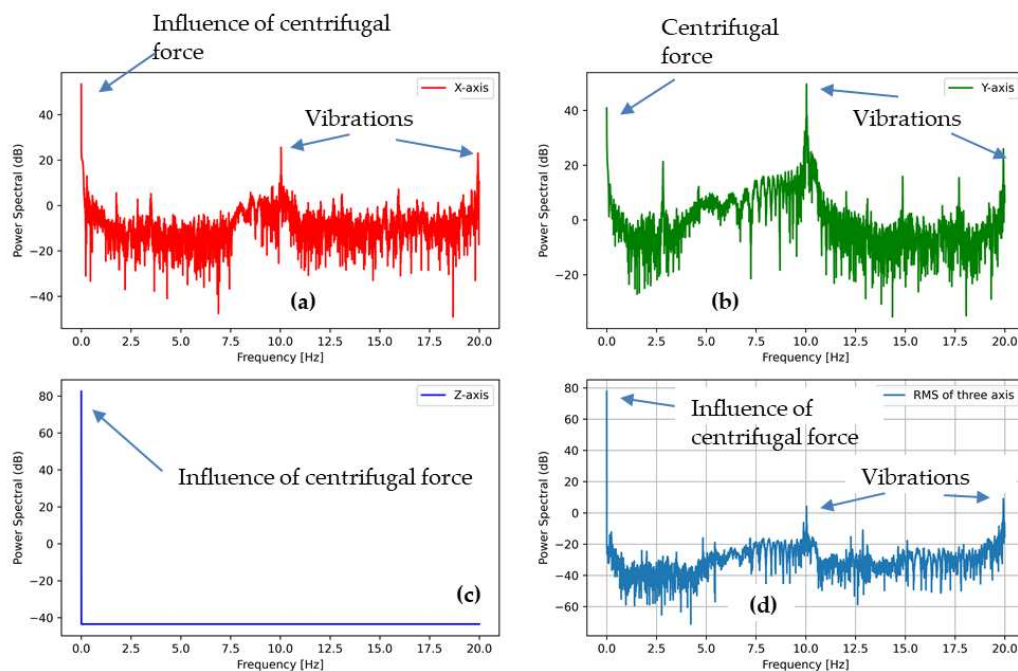 Influence of centrifugal
force
Centrifugal
force
X-axis
Vibrations
40
20
0
−20
−40
Power Spectral (dB)
(a)
0.0 2.5 5.0 7.5 10.0 12.5 15.0 17.5 20.0
Frequency [Hz]
Y-axis
Vibrations
40
20
0
−20
Power Spectral (dB)
(b)
0.0 2.5 5.0 7.5 10.0 12.5 15.0 17.5 20.0
Frequency [Hz]
Z-axis
Influence of centrifugal force
80
60
40
20
0
−20
−40
Power Spectral (dB)
(c)
0.0 2.5 5.0 7.5 10.0 12.5 15.0 17.5 20.0
Frequency [Hz]
RMS of three axis
Influence of
centrifugal force
Vibrations
80
60
40
20
0
−20
−40
−60
Power Spectral (dB)
(d)
0.0 2.5 5.0 7.5 10.0 12.5 15.0 17.5 20.0
Frequency [Hz]